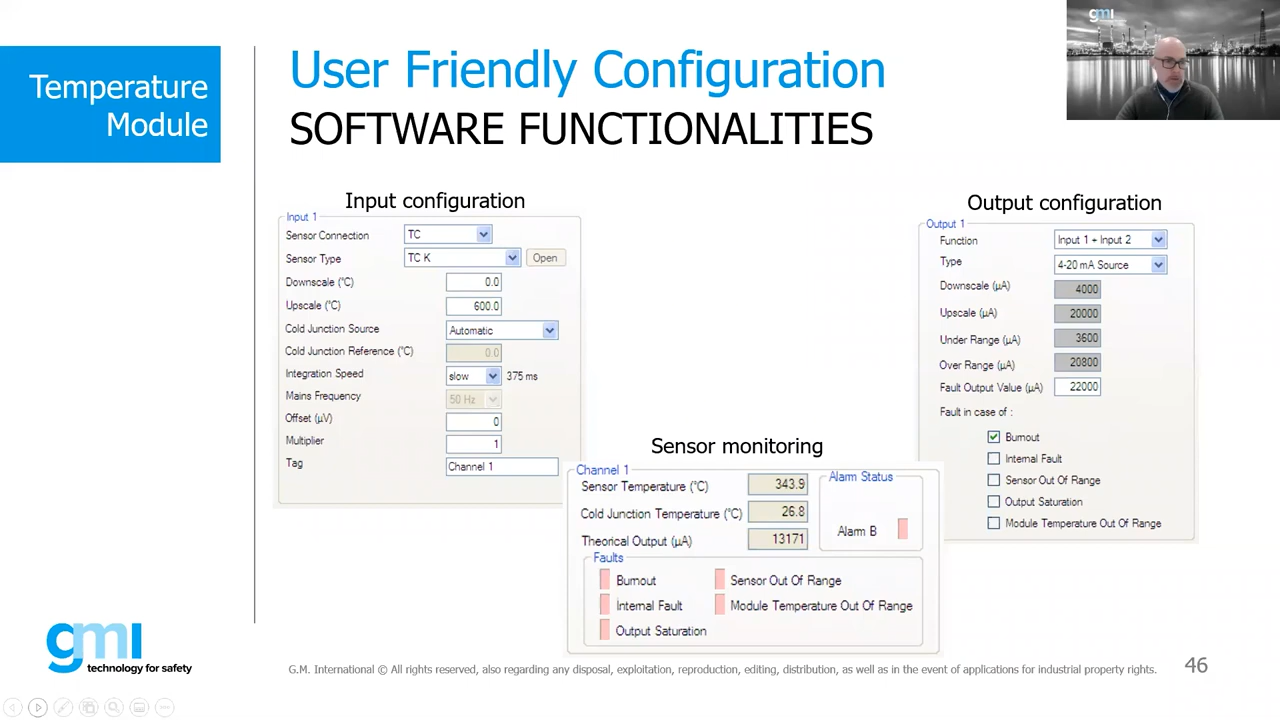 gmi
Temperature
Module
User Friendly Configuration
SOFTWARE FUNCTIONALITIES
Input configuration
Input 1
Sensor Connection TC
Sensor Type TC K Open
Downscale (°C) 0.0
Upscale (°C) 600.0
Cold Junction Source Automatic
Cold Junction Reference (°C) 0.0
Integration Speed slow 375 ms
Mains Frequency 50 Hz
Offset (µV) 0
Multiplier 1
Tag Channel 1
Output configuration
Output 1
Function Input 1 + Input 2
Type 4-20 mA Source
Downscale (µA) 4000
Upscale (µA) 20000
Under Range (µA) 3600
Over Range (µA) 20800
Fault Output Value (µA) 22000
Fault in case of :
Burnout
Internal Fault
Sensor Out Of Range
Output Saturation
Module Temperature Out Of Range
Sensor monitoring
Channel 1
Sensor Temperature (°C) 343.9
Cold Junction Temperature (°C) 26.8
Theorical Output (µA) 13171
Alarm Status
Alarm B
Faults
Burnout Sensor Out Of Range
Internal Fault Module Temperature Out Of Range
Output Saturation
gmi
technology for safety
G.M. International © All rights reserved, also regarding any disposal, exploitation, reproduction, editing, distribution, as well as in the event of applications for industrial property rights.
46